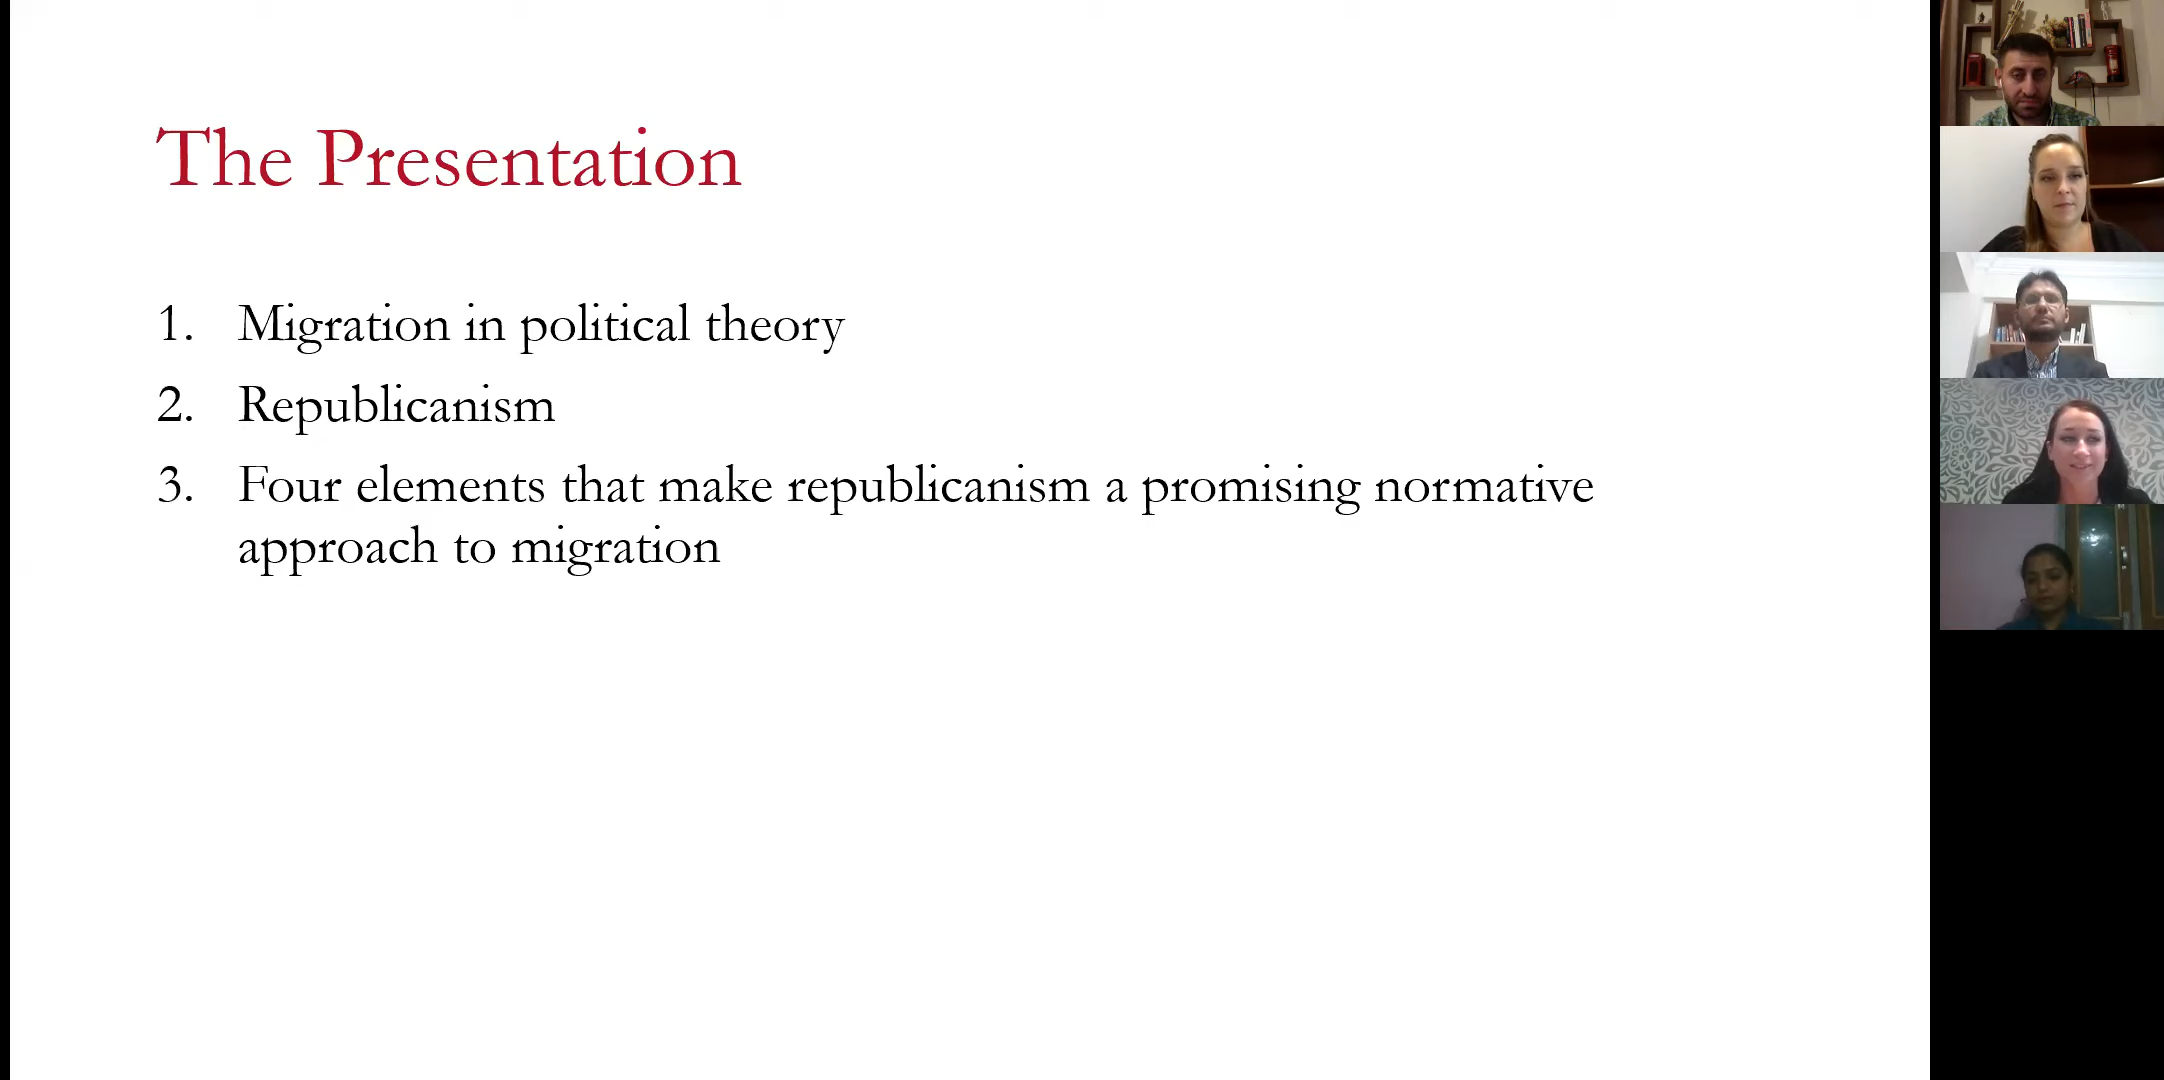 The Presentation
1. Migration in political theory
2. Republicanism
3. Four elements that make republicanism a promising normative
approach to migration